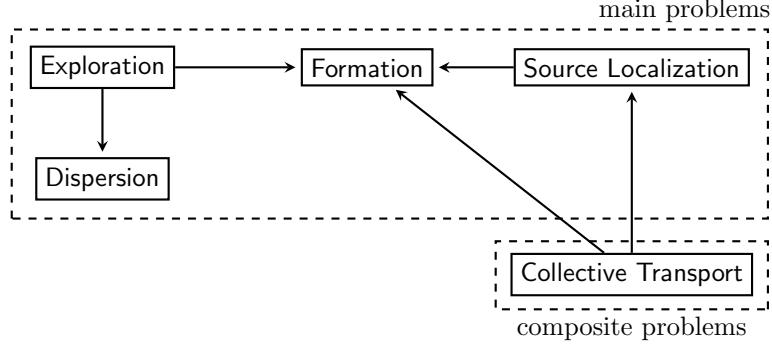 main problems
Exploration
Formation
Source Localization
Dispersion
Collective Transport
composite problems